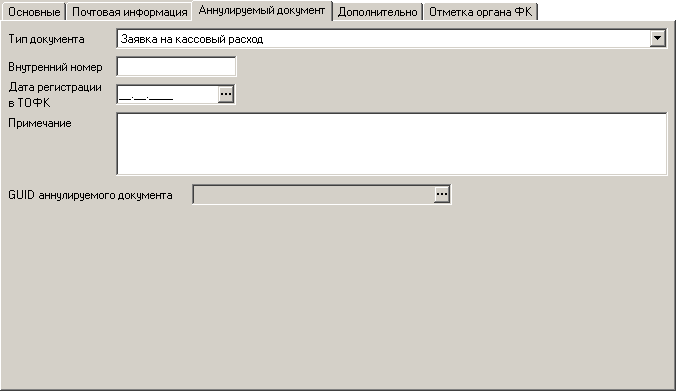 Основные Почтовая информация Аннулируемый документ Дополнительно Отметка органа ФК
Тип документа Заявка на кассовый расход
Внутренний номер
Дата регистрации
в ТОФК __.__.____ ...
Примечание
GUID аннулируемого документа ...